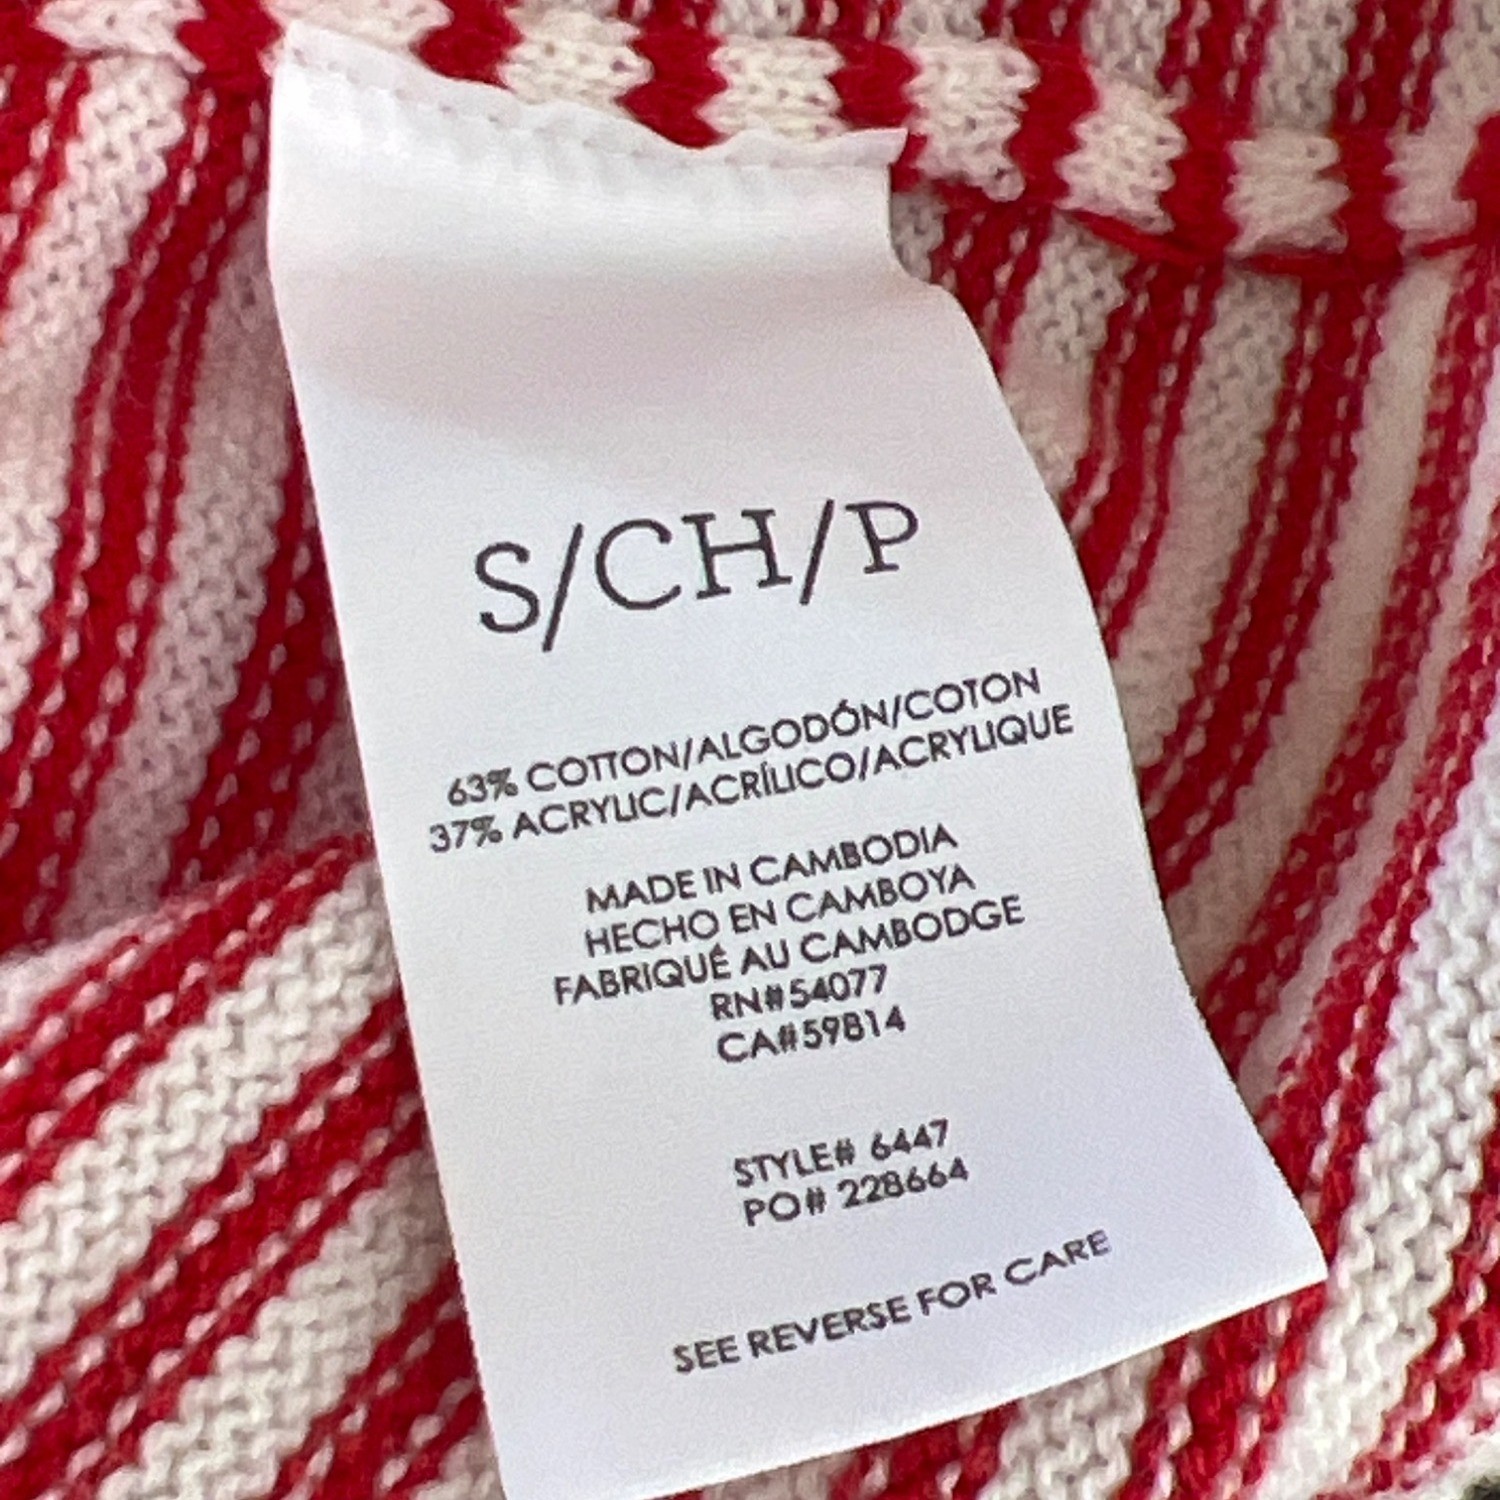 S/CH/P
63% COTTON/ALGODÓN/COTON
37% ACRYLIC/ACRÍLICO/ACRYLIQUE
MADE IN CAMBODIA
HECHO EN CAMBOYA
FABRIQUÉ AU CAMBODGE
RN#54077
CA#59814
STYLE# 6447
PO# 228664
SEE REVERSE FOR CARE